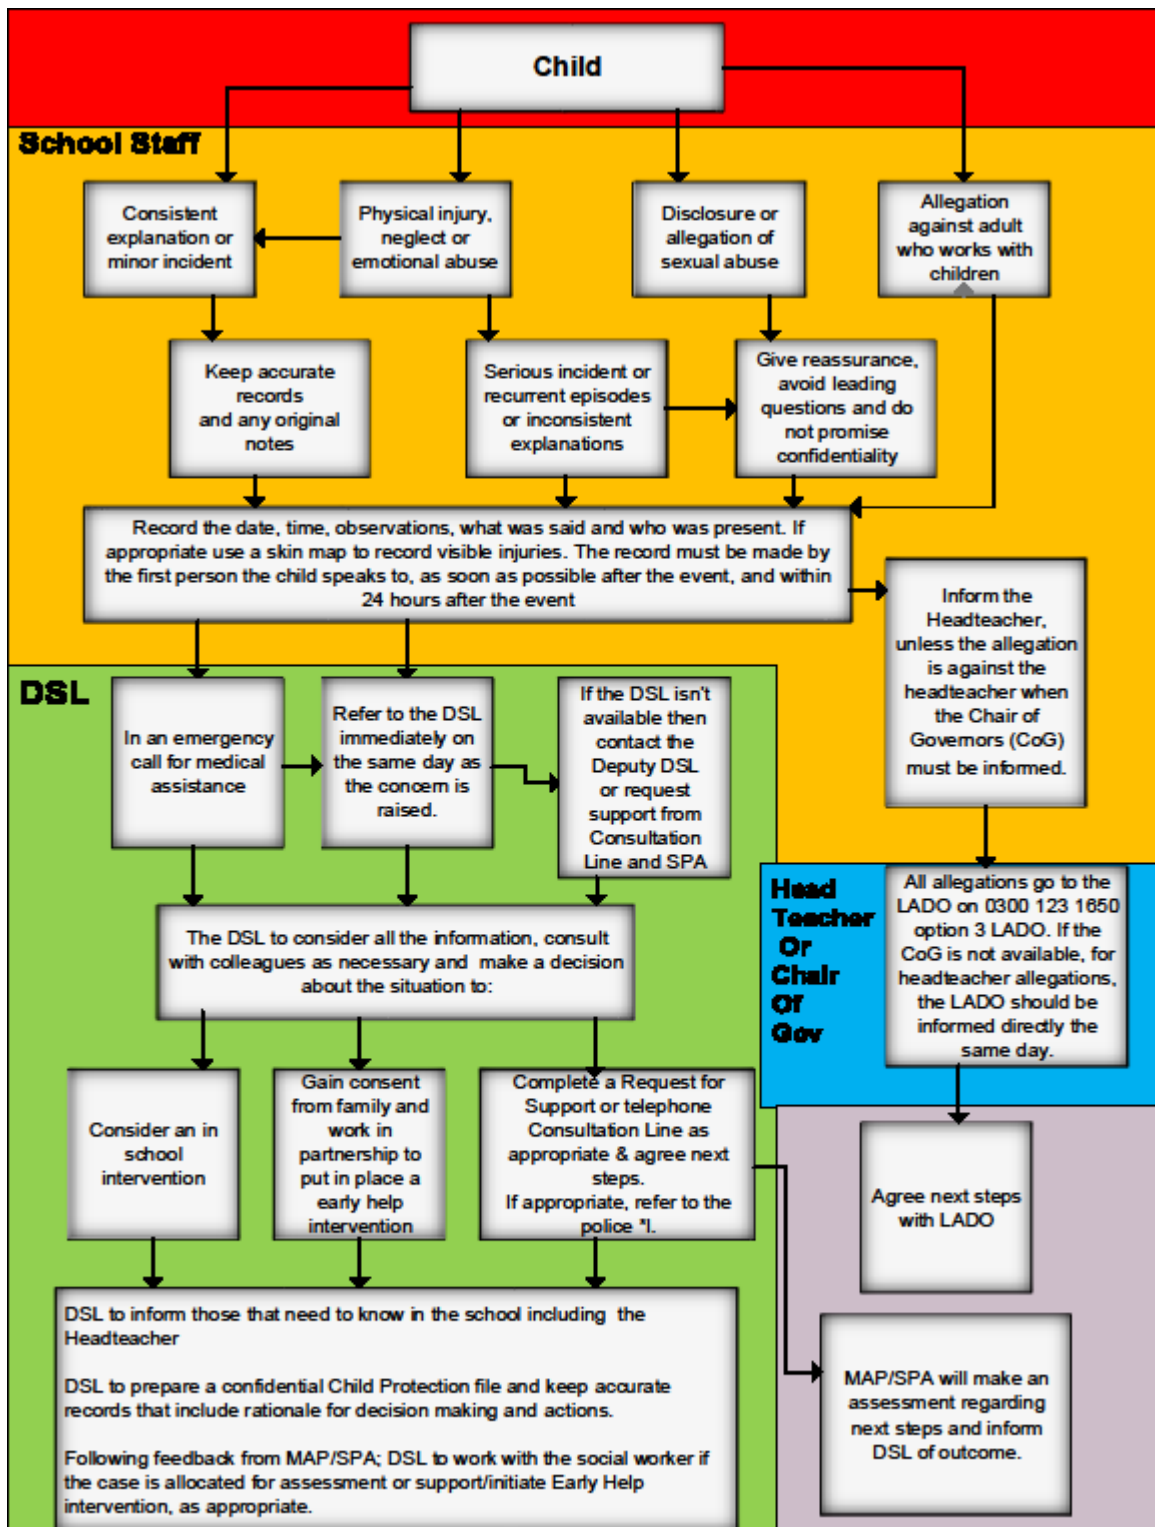 Child
School Staff
Consistent
explanation or
minor incident
Physical injury,
neglect or
emotional abuse
Disclosure or
allegation of
sexual abuse
Allegation
against adult
who works with
children
Keep accurate
records
and any original
notes
Serious incident or
recurrent episodes
or inconsistent
explanations
Give reassurance,
avoid leading
questions and do
not promise
confidentiality
Record the date, time, observations, what was said and who was present. If
appropriate use a skin map to record visible injuries. The record must be made by
the first person the child speaks to, as soon as possible after the event, and within
24 hours after the event
Inform the
Headteacher,
unless the allegation
is against the
headteacher when
the Chair of
Governors (CoG)
must be informed.
DSL
In an emergency
call for medical
assistance
Refer to the DSL
immediately on
the same day as
the concern is
raised.
If the DSL isn't
available then
contact the
Deputy DSL
or request
support from
Consultation
Line and SPA
Head
Teacher
Or
Chair
Of
Gov
All allegations go to the
LADO on 0300 123 1650
option 3 LADO. If the
CoG is not available, for
headteacher allegations,
the LADO should be
informed directly the
same day.
The DSL to consider all the information, consult
with colleagues as necessary and make a decision
about the situation to:
Consider an in
school
intervention
Gain consent
from family and
work in
partnership to
put in place a
early help
intervention
Complete a Request for
Support or telephone
Consultation Line as
appropriate & agree next
steps.
If appropriate, refer to the
police *I.
Agree next steps
with LADO
DSL to inform those that need to know in the school including the
Headteacher
DSL to prepare a confidential Child Protection file and keep accurate
records that include rationale for decision making and actions.
Following feedback from MAP/SPA; DSL to work with the social worker if
the case is allocated for assessment or support/initiate Early Help
intervention, as appropriate.
MAP/SPA will make an
assessment regarding
next steps and inform
DSL of outcome.